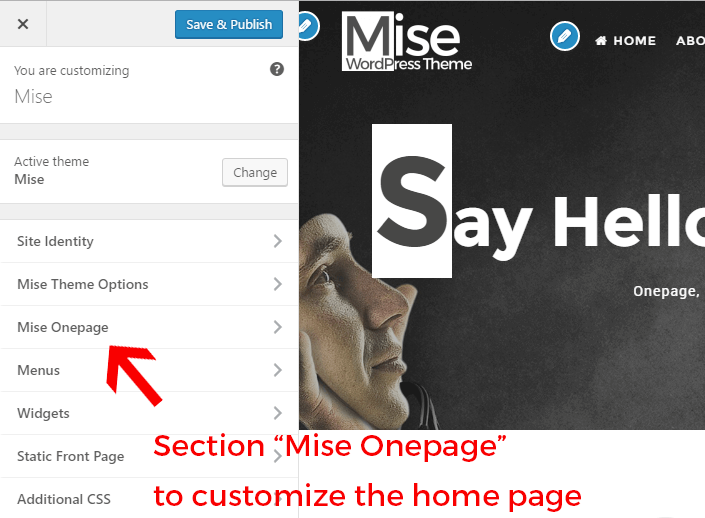 ×
Save & Publish
You are customizing
?
Mise
Active theme
Mise
Change
Site Identity
Mise Theme Options
Mise Onepage
Menus
Widgets
Static Front Page
Additional CSS
Mise
WordPress Theme
HOME
ABO
Say Hello
Onepage,
Section “Mise Onepage”
to customize the home page